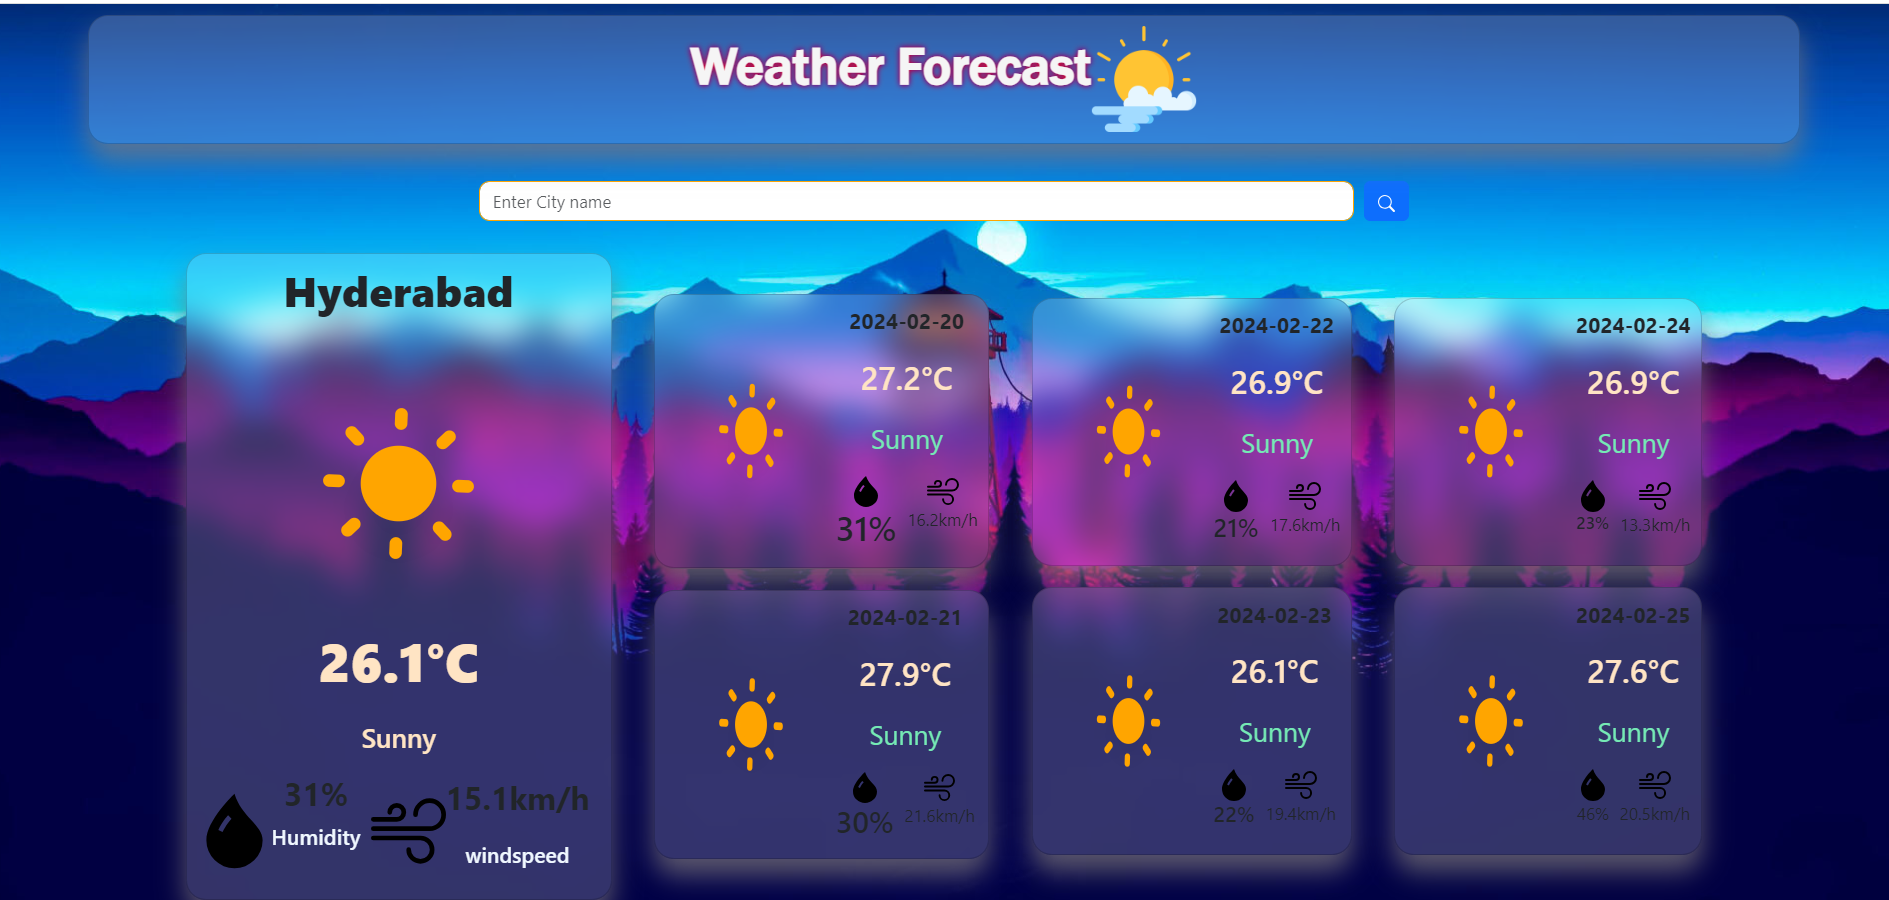 Weather Forecast
Enter City name
Hyderabad
26.1°C
Sunny
31%
Humidity
15.1km/h
windspeed
2024-02-20
27.2°C
Sunny
31%
16.2km/h
2024-02-21
27.9°C
Sunny
30%
21.6km/h
2024-02-22
26.9°C
Sunny
21%
17.6km/h
2024-02-23
26.1°C
Sunny
22%
19.4km/h
2024-02-24
26.9°C
Sunny
23%
13.3km/h
2024-02-25
27.6°C
Sunny
46%
20.5km/h